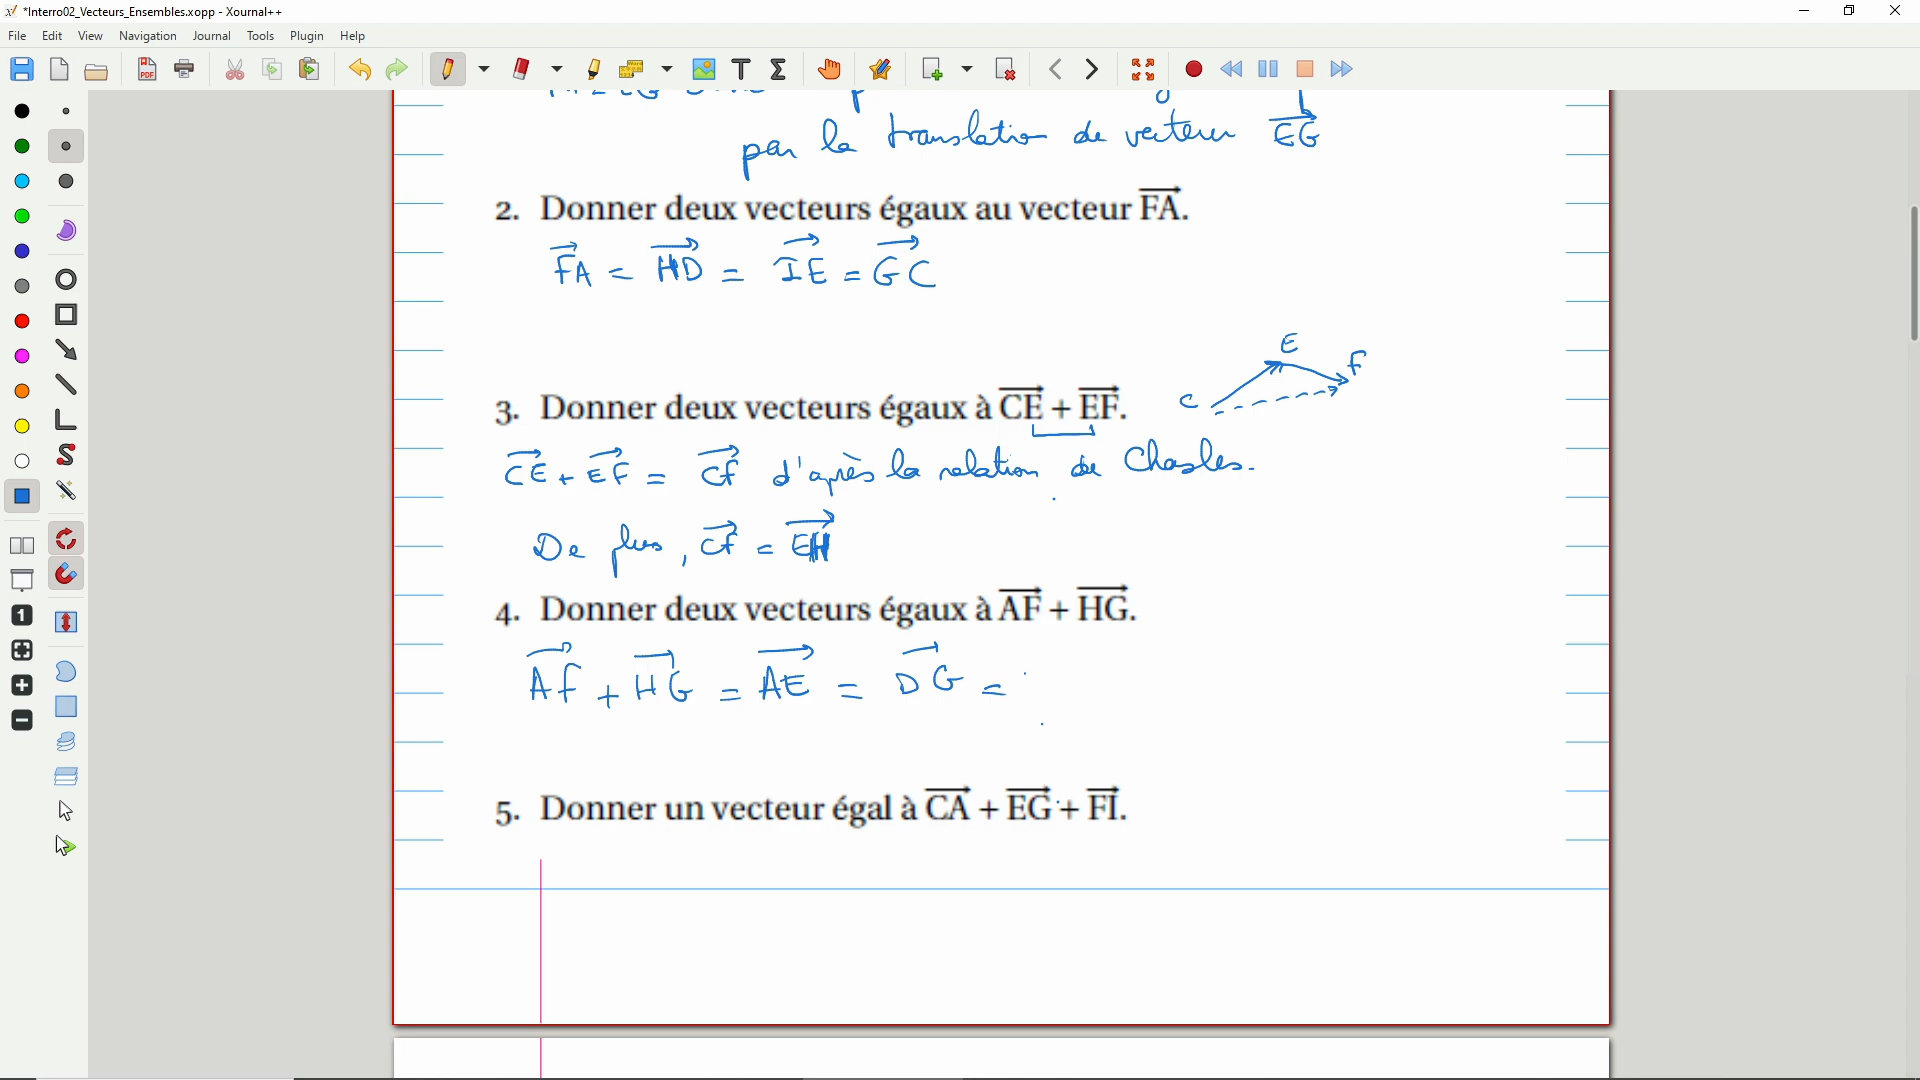 *Interro02_Vecteurs_Ensembles.xopp - Xournal++
File Edit View Navigation Journal Tools Plugin Help
par la translation de vecteur EG
2. Donner deux vecteurs égaux au vecteur FA.
FA = HD = IE = GC
E
F
C
3. Donner deux vecteurs égaux à CE + EF.
CE + EF = CF d'après la relation de Chasles.
De plus, CF = EH
4. Donner deux vecteurs égaux à AF + HG.
AF + HG = AE = DG =
5. Donner un vecteur égal à CA + EG + FI.